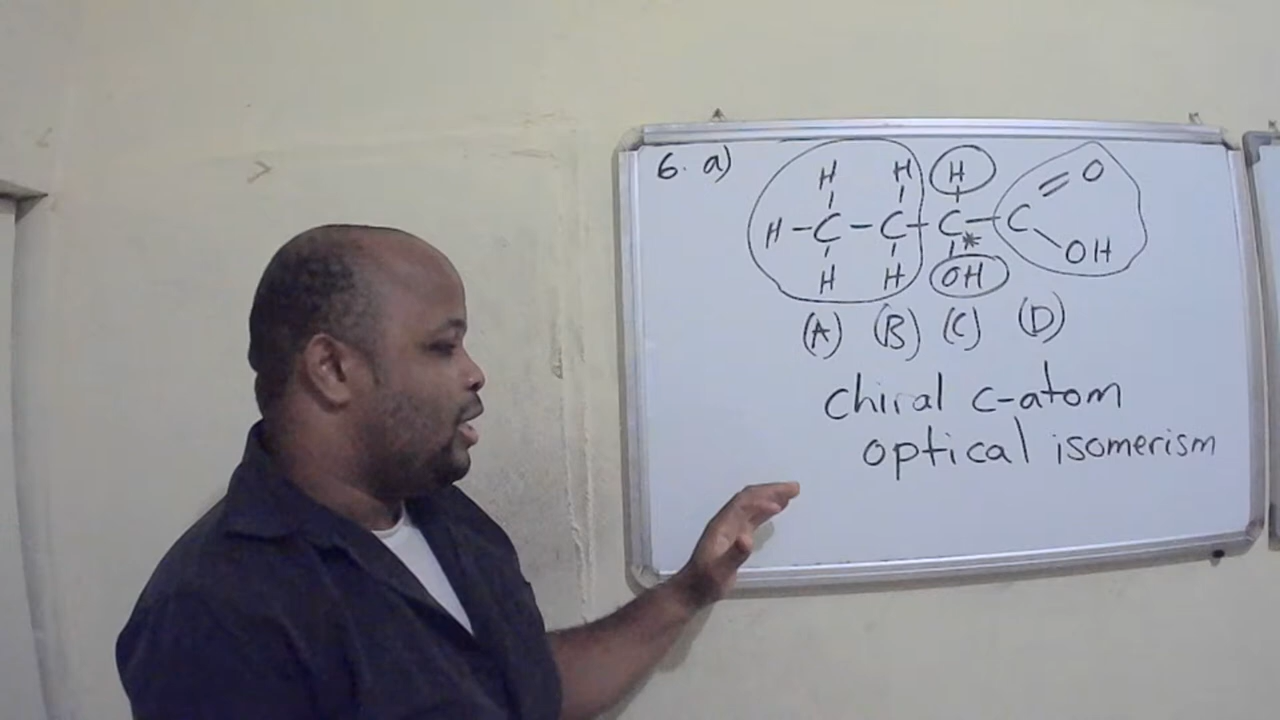 6. a)
H H H O
H-C-C-C-C
*
H H OH OH
(A) (B) (C) (D)
chiral c-atom
optical isomerism